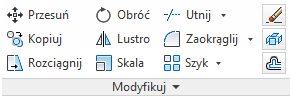 Przesuń Obróć Utnij
Kopiuj Lustro Zaokrąglij
Rozciągnij Skala Szyk
Modyfikuj